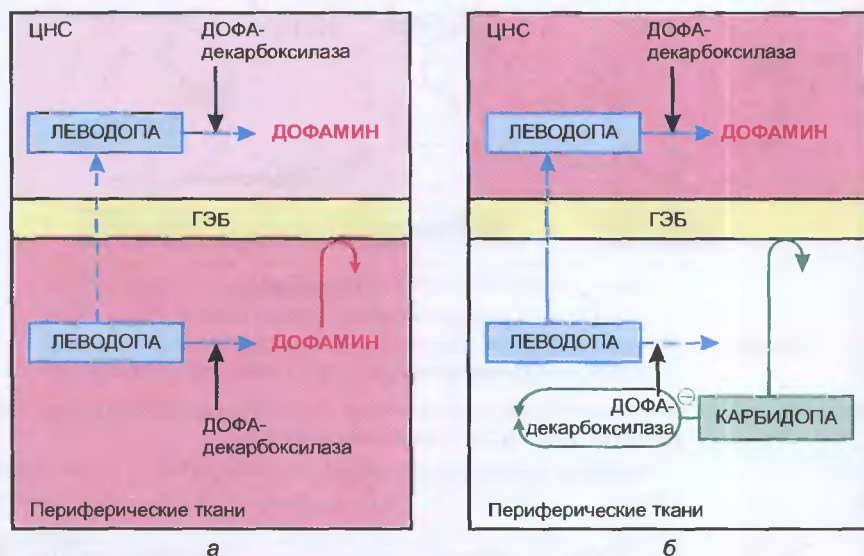 ЦНС
ДОФА-
декарбоксилаза
ЛЕВОДОПА
ДОФАМИН
ГЭБ
ЛЕВОДОПА
ДОФАМИН
ДОФА-
декарбоксилаза
Периферические ткани
а
ЦНС
ДОФА-
декарбоксилаза
ЛЕВОДОПА
ДОФАМИН
ГЭБ
ЛЕВОДОПА
ДОФА-
декарбоксилаза
КАРБИДОПА
Периферические ткани
б